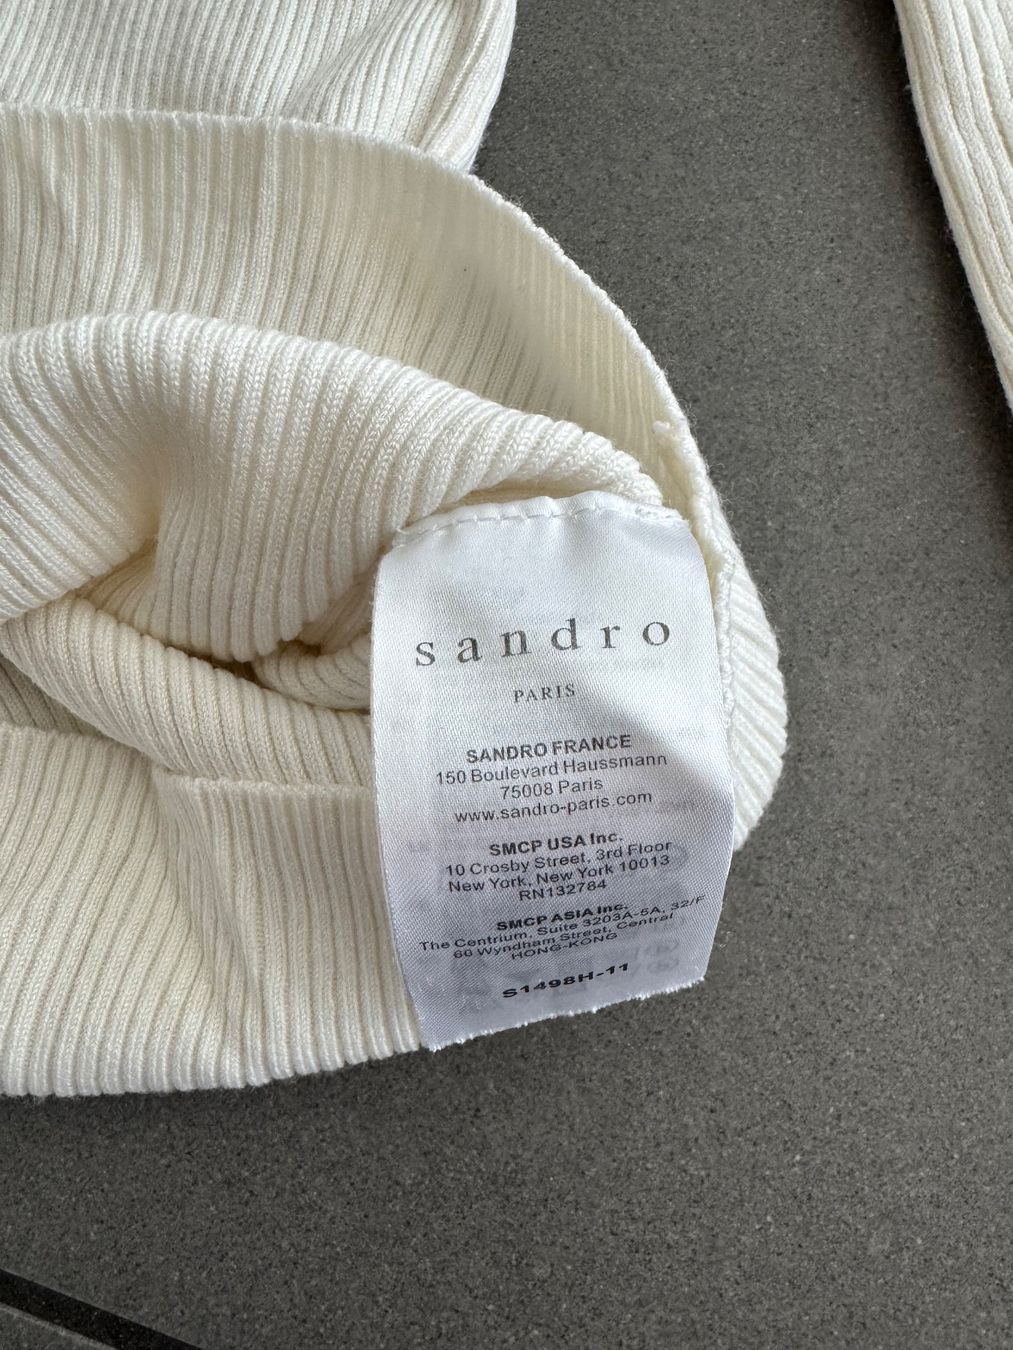 sandro
PARIS
SANDRO FRANCE
150 Boulevard Haussmann
75008 Paris
www.sandro-paris.com
SMCP USA Inc.
10 Crosby Street, 3rd Floor
New York, New York 10013
RN132784
SMCP ASIA Inc.
The Centrium, Suite 3203A-5A, 32/F
60 Wyndham Street, Central
HONG-KONG
S1498H-11